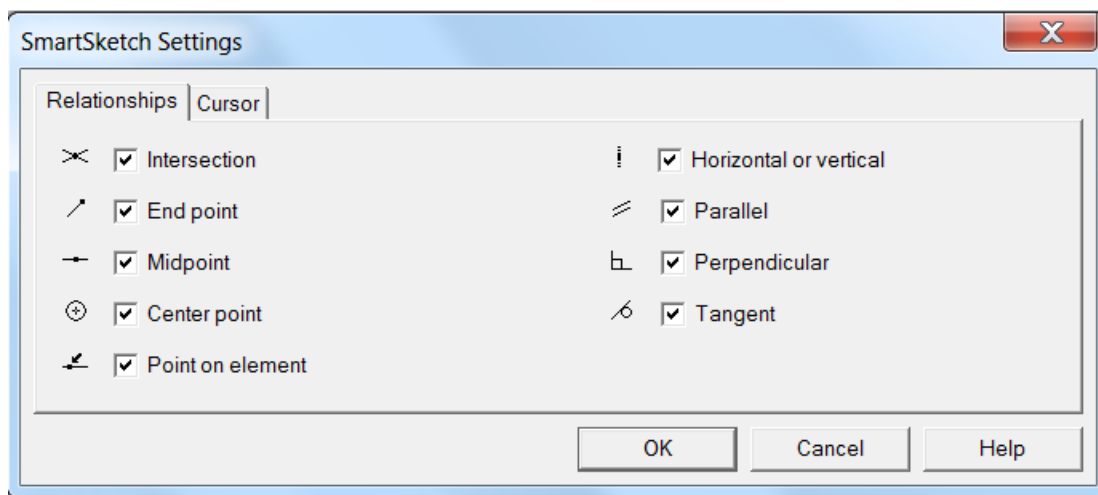 SmartSketch Settings
Relationships
Cursor
Intersection
Horizontal or vertical
End point
Parallel
Midpoint
Perpendicular
Center point
Tangent
Point on element
OK
Cancel
Help